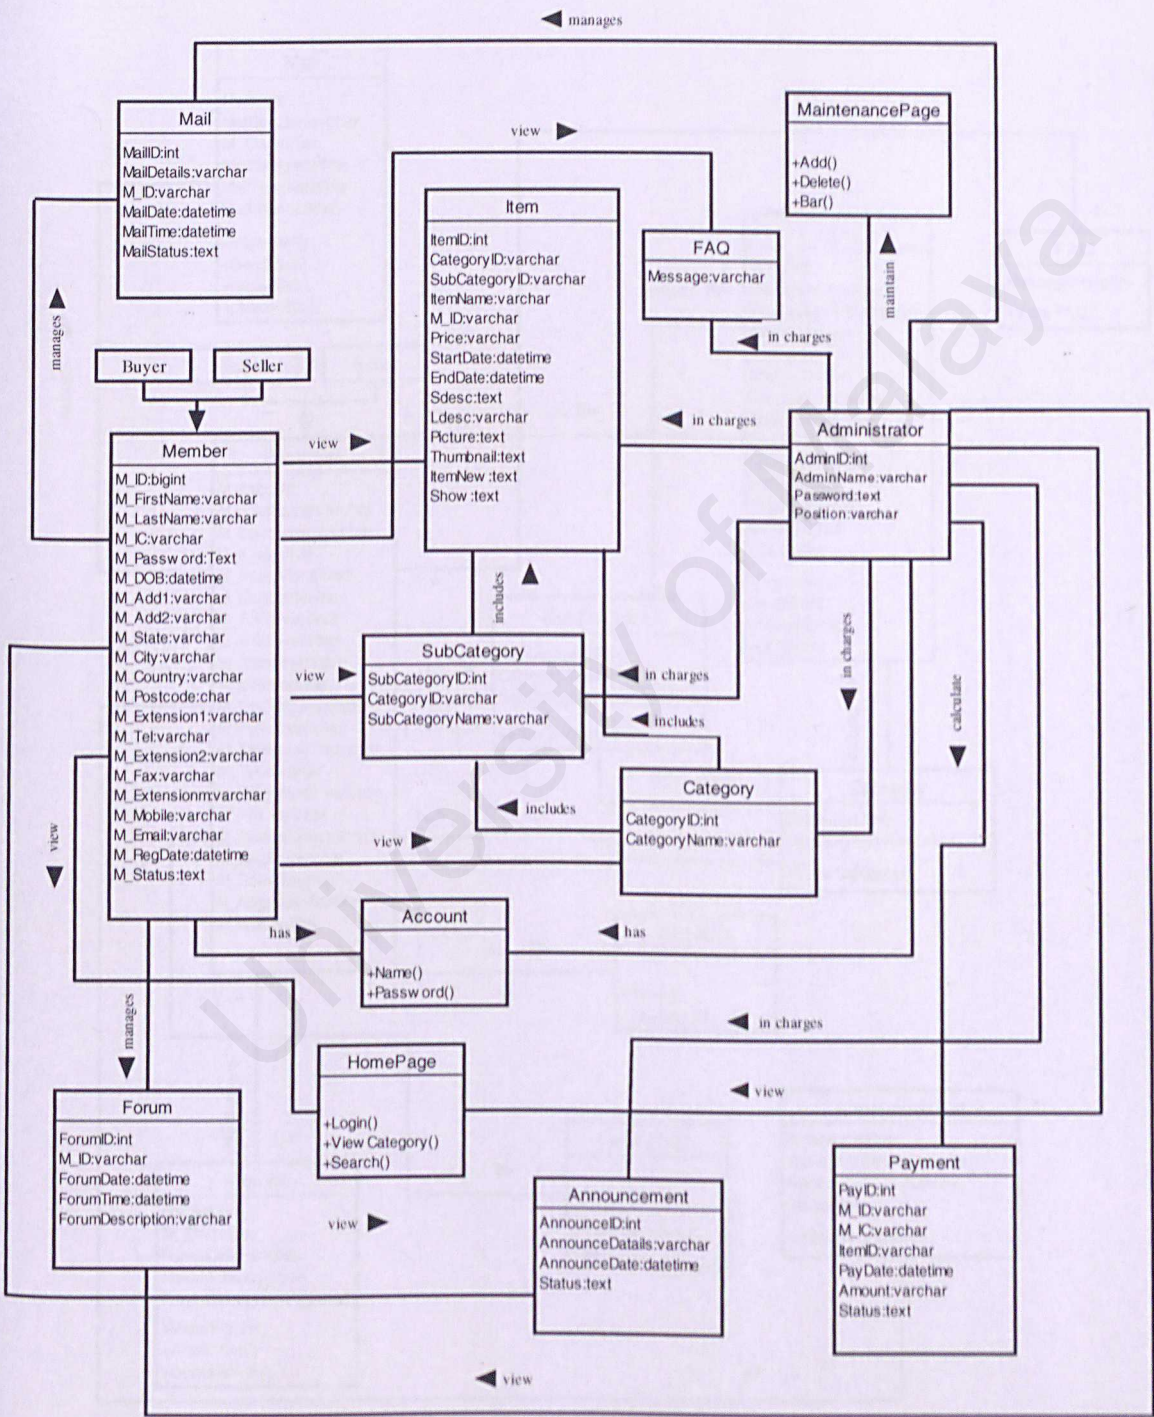 manages
Mail
MailID:int
MailDetails:varchar
M_ID:varchar
MailDate:datetime
MailTime:datetime
MailStatus:text
view
MaintenancePage
+Add()
+Delete()
+Bar()
Item
ItemID:int
CategoryID:varchar
SubCategoryID:varchar
ItemName:varchar
M_ID:varchar
Price:varchar
StartDate:datetime
EndDate:datetime
Sdesc:text
Ldesc:varchar
Picture:text
Thumbnail:text
ItemNew:text
Show:text
FAQ
Message:varchar
maintain
in charges
manages
Buyer
Seller
Member
M_ID:bigint
M_FirstName:varchar
M_LastName:varchar
M_IC:varchar
M_Password:Text
M_DOB:datetime
M_Add1:varchar
M_Add2:varchar
M_State:varchar
M_City:varchar
M_Country:varchar
M_Postcode:char
M_Extension1:varchar
M_Tel:varchar
M_Extension2:varchar
M_Fax:varchar
M_Extensionm:varchar
M_Mobile:varchar
M_Email:varchar
M_RegDate:datetime
M_Status:text
view
in charges
Administrator
AdminID:int
AdminName:varchar
Password:text
Position:varchar
includes
SubCategory
SubCategoryID:int
CategoryID:varchar
SubCategoryName:varchar
view
in charges
includes
in charges
calculate
Category
CategoryID:int
CategoryName:varchar
includes
view
view
Account
+Name()
+Password()
has
has
manages
in charges
HomePage
+Login()
+View Category()
+Search()
view
Forum
ForumID:int
M_ID:varchar
ForumDate:datetime
ForumTime:datetime
ForumDescription:varchar
view
Announcement
AnnounceID:int
AnnounceDatails:varchar
AnnounceDate:datetime
Status:text
Payment
PayID:int
M_ID:varchar
M_IC:varchar
ItemID:varchar
PayDate:datetime
Amount:varchar
Status:text
view
University of Malaya